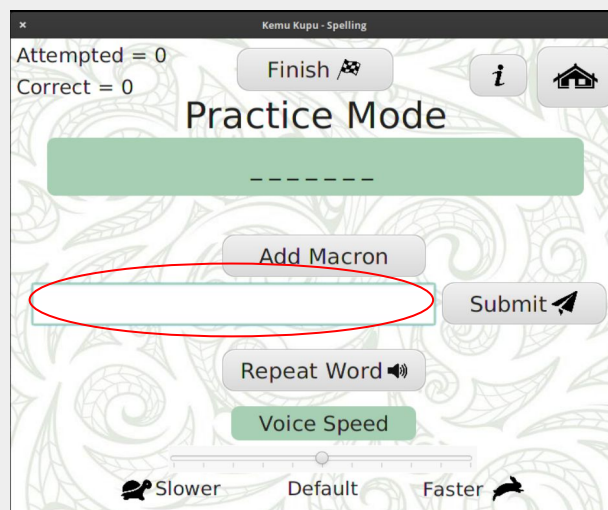 Kemu Kupu - Spelling
Attempted = 0
Correct = 0
Finish
i
Practice Mode
_ _ _ _ _ _ _
Add Macron
Submit
Repeat Word
Voice Speed
Slower Default Faster